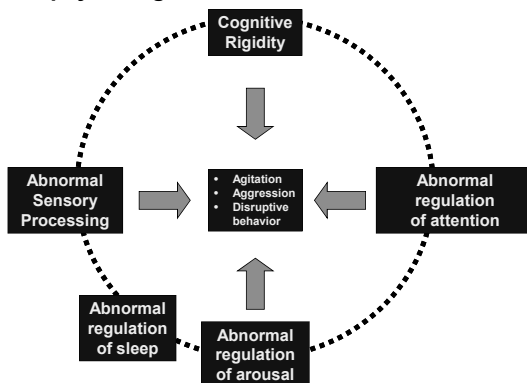 Cognitive
Rigidity
Abnormal
Sensory
Processing
• Agitation
• Aggression
• Disruptive
behavior
Abnormal
regulation
of attention
Abnormal
regulation
of sleep
Abnormal
regulation
of arousal